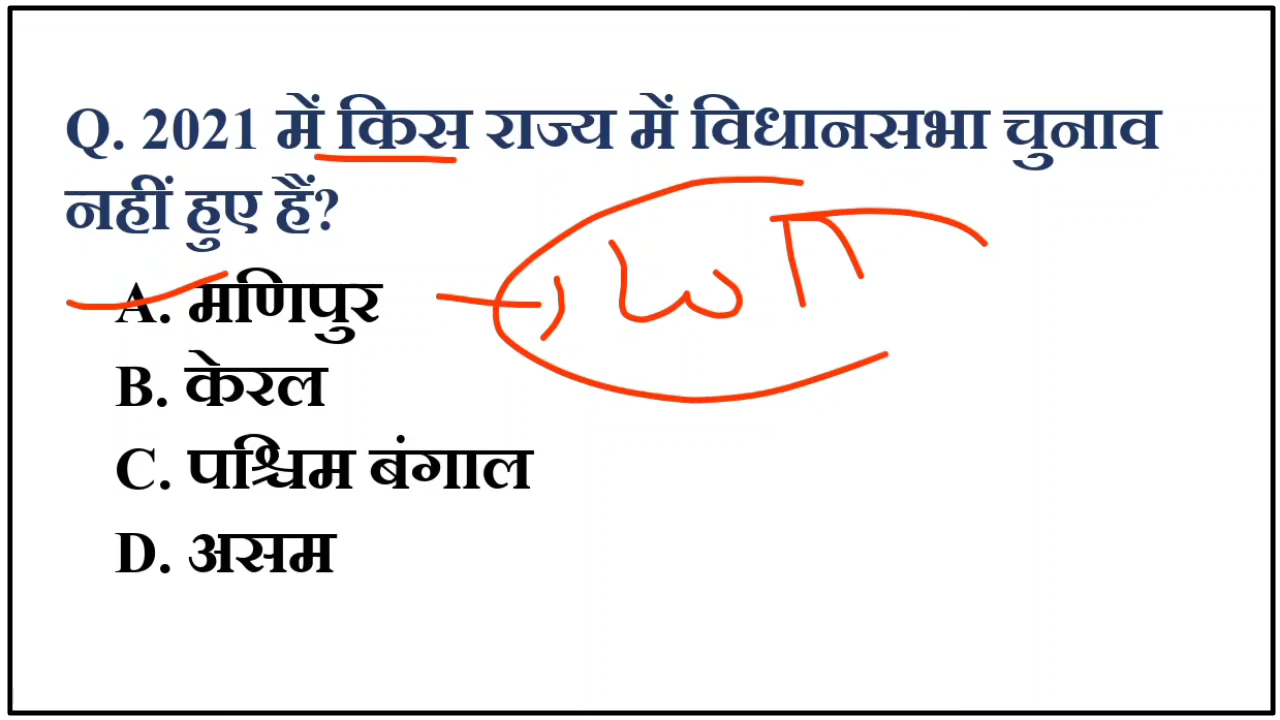 Q. 2021 में किस राज्य में विधानसभा चुनाव
नहीं हुए हैं?
A. मणिपुर
B. केरल
C. पश्चिम बंगाल
D. असम